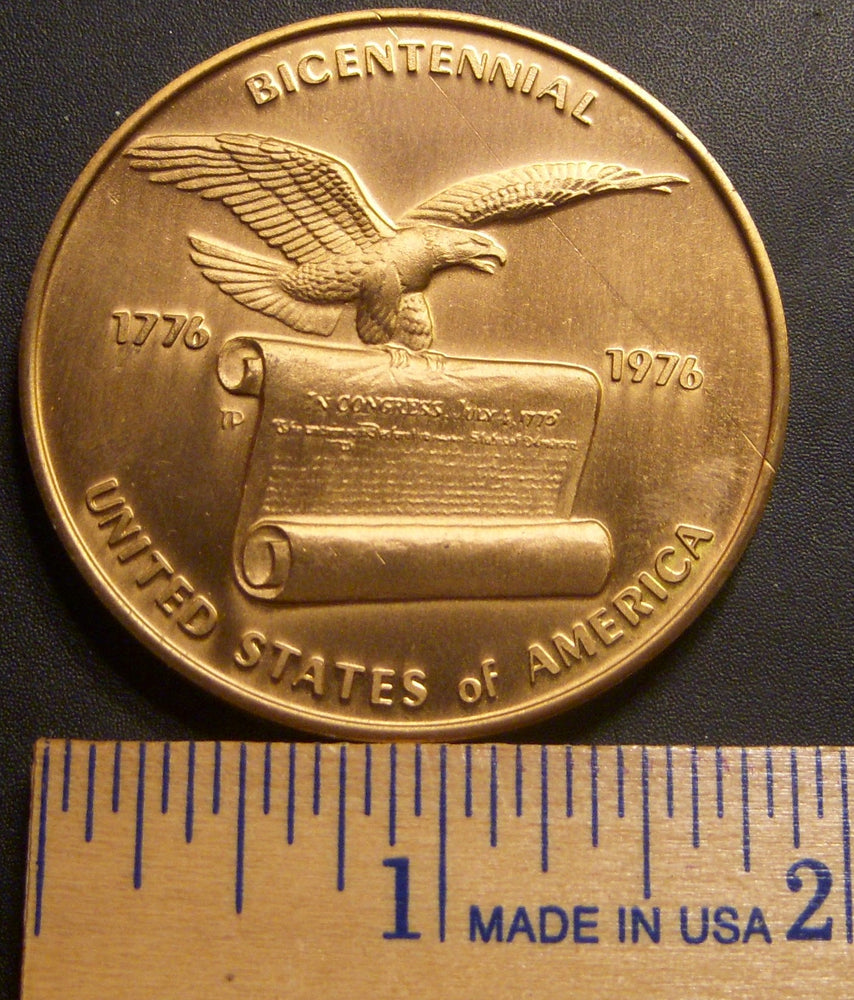 BICENTENNIAL
1776
1976
TP
IN CONGRESS, JULY 4, 1776
UNITED STATES of AMERICA
1
MADE IN USA
2